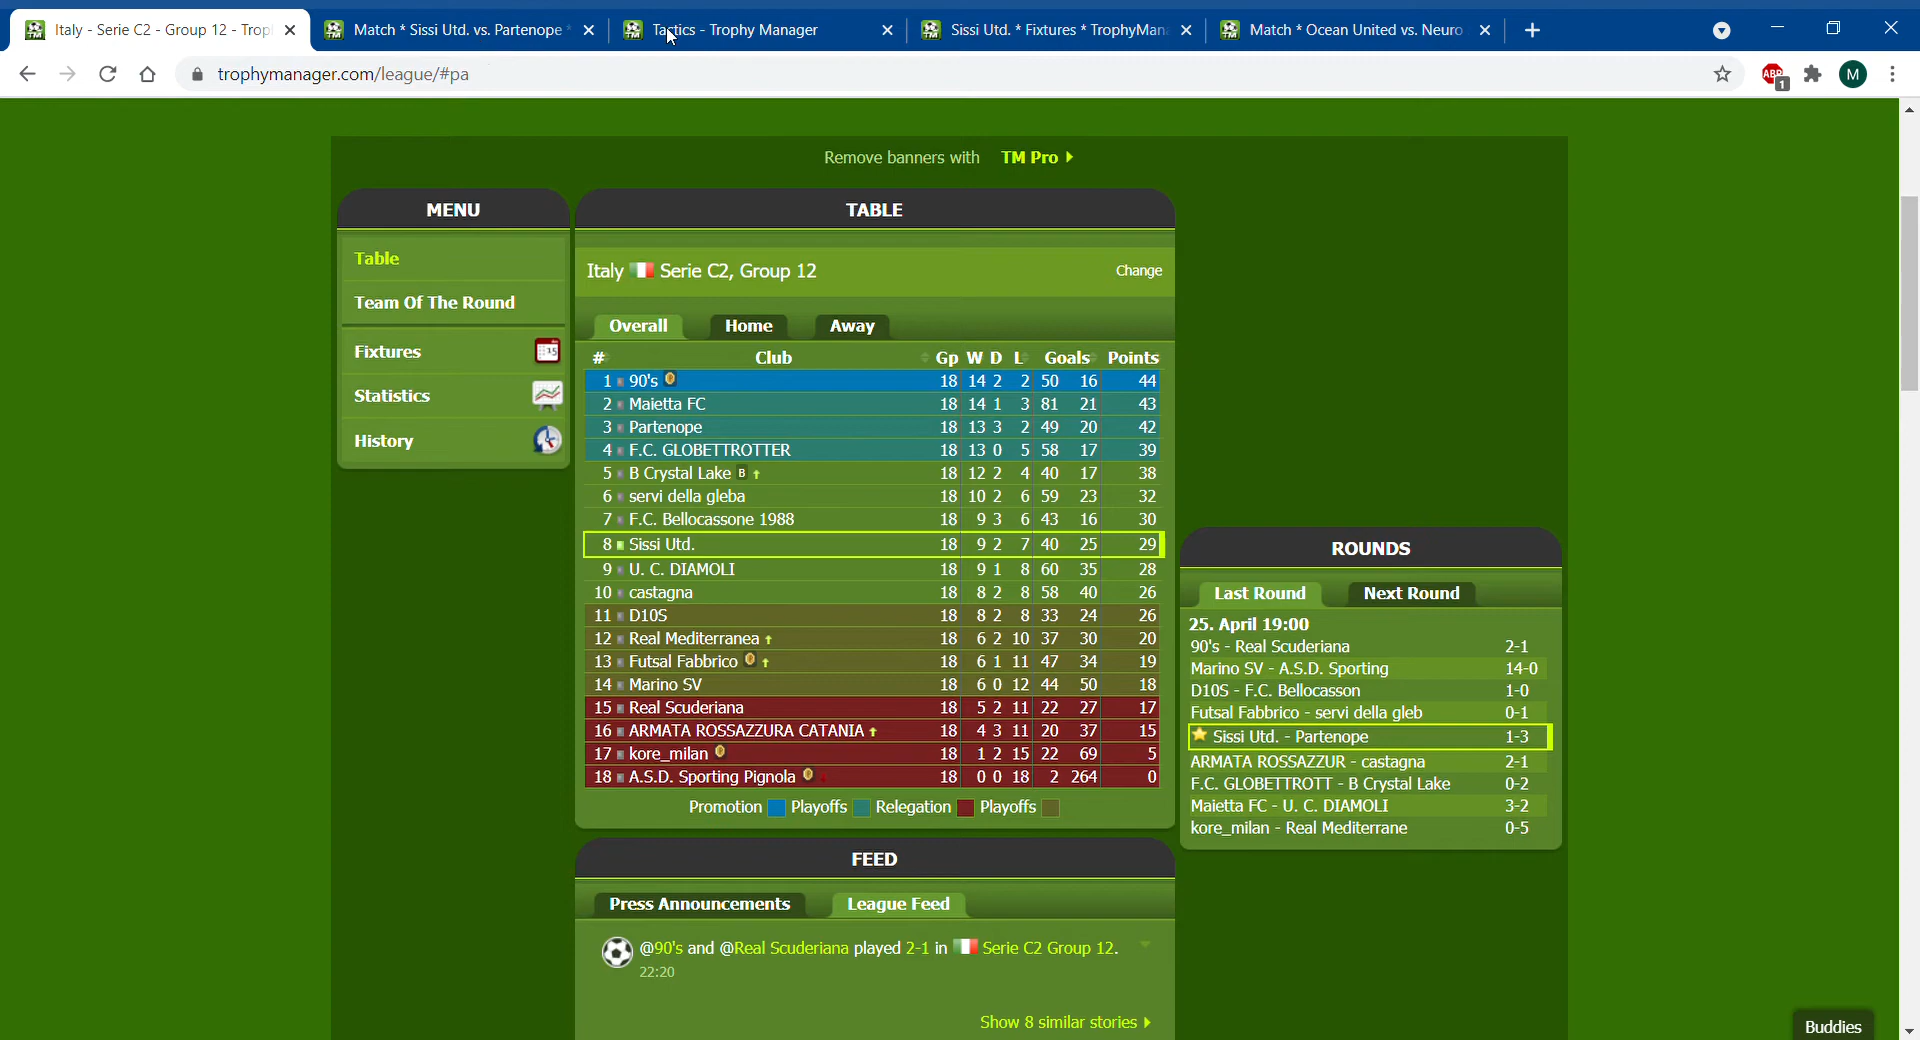 Italy - Serie C2 - Group 12 - Trop
Match * Sissi Utd. vs. Partenope *
Tactics - Trophy Manager
Sissi Utd. * Fixtures * TrophyMan
Match * Ocean United vs. Neuro
trophymanager.com/league/#pa
ABP 1
M
Remove banners with TM Pro
MENU
Table
Team Of The Round
Fixtures
15
Statistics
History
TABLE
Italy Serie C2, Group 12 Change
Overall Home Away
# Club Gp W D L Goals Points
1 90's 18 14 2 2 50 16 44
2 Maietta FC 18 14 1 3 81 21 43
3 Partenope 18 13 3 2 49 20 42
4 F.C. GLOBETTROTTER 18 13 0 5 58 17 39
5 B Crystal Lake B 18 12 2 4 40 17 38
6 servi della gleba 18 10 2 6 59 23 32
7 F.C. Bellocassone 1988 18 9 3 6 43 16 30
8 Sissi Utd. 18 9 2 7 40 25 29
9 U. C. DIAMOLI 18 9 1 8 60 35 28
10 castagna 18 8 2 8 58 40 26
11 D10S 18 8 2 8 33 24 26
12 Real Mediterranea 18 6 2 10 37 30 20
13 Futsal Fabbrico 18 6 1 11 47 34 19
14 Marino SV 18 6 0 12 44 50 18
15 Real Scuderiana 18 5 2 11 22 27 17
16 ARMATA ROSSAZZURA CATANIA 18 4 3 11 20 37 15
17 kore_milan 18 1 2 15 22 69 5
18 A.S.D. Sporting Pignola 18 0 0 18 2 264 0
Promotion Playoffs Relegation Playoffs
ROUNDS
Last Round Next Round
25. April 19:00
90's - Real Scuderiana 2-1
Marino SV - A.S.D. Sporting 14-0
D10S - F.C. Bellocasson 1-0
Futsal Fabbrico - servi della gleb 0-1
Sissi Utd. - Partenope 1-3
ARMATA ROSSAZZUR - castagna 2-1
F.C. GLOBETTROTT - B Crystal Lake 0-2
Maietta FC - U. C. DIAMOLI 3-2
kore_milan - Real Mediterrane 0-5
FEED
Press Announcements League Feed
@90's and @Real Scuderiana played 2-1 in Serie C2 Group 12.
22:20
Show 8 similar stories
Buddies